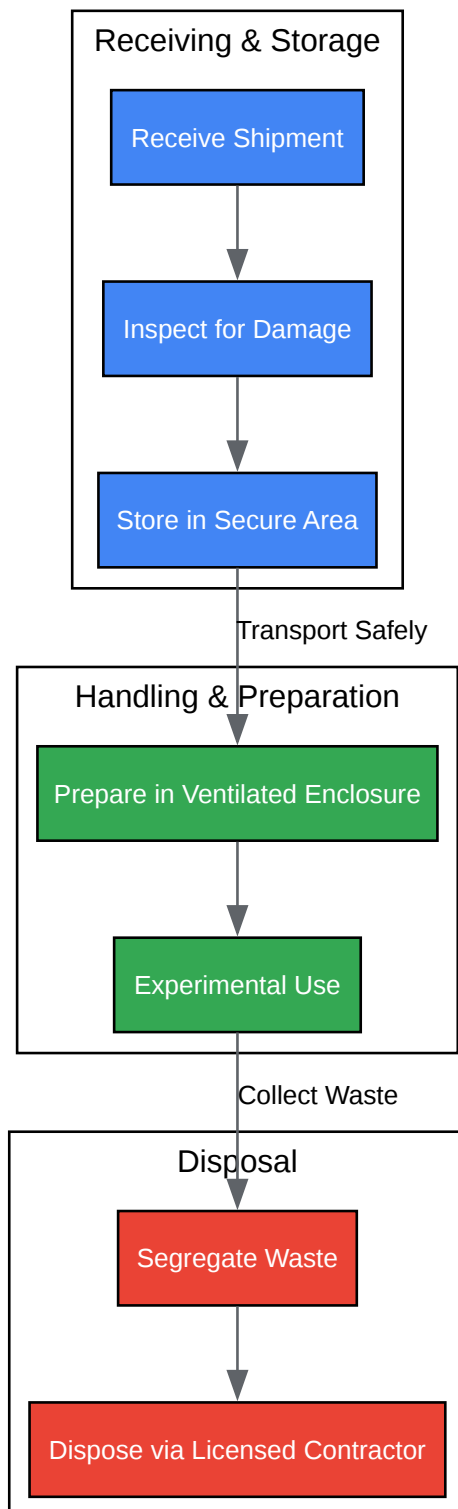 Receiving & Storage
Receive Shipment
Inspect for Damage
Store in Secure Area
Transport Safely
Handling & Preparation
Prepare in Ventilated Enclosure
Experimental Use
Collect Waste
Disposal
Segregate Waste
Dispose via Licensed Contractor